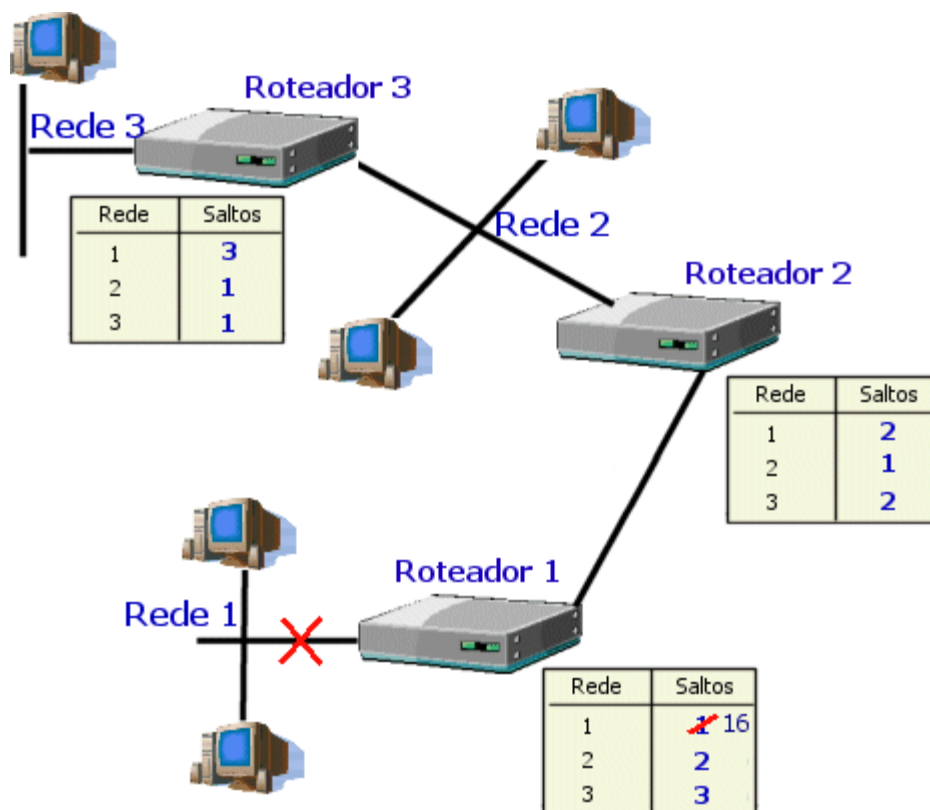 Roteador 3
Rede 3
Rede 2
Rede Saltos
1 3
2 1
3 1
Roteador 2
Rede Saltos
1 2
2 1
3 2
Roteador 1
Rede 1
Rede Saltos
1 1 16
2 2
3 3